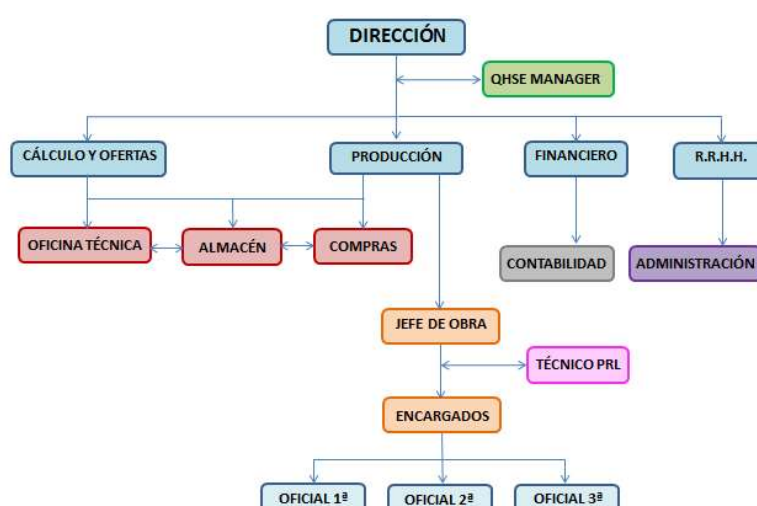 DIRECCIÓN
QHSE MANAGER
CÁLCULO Y OFERTAS
PRODUCCIÓN
FINANCIERO
R.R.H.H.
OFICINA TÉCNICA
ALMACÉN
COMPRAS
CONTABILIDAD
ADMINISTRACIÓN
JEFE DE OBRA
TÉCNICO PRL
ENCARGADOS
OFICIAL 1ª
OFICIAL 2ª
OFICIAL 3ª